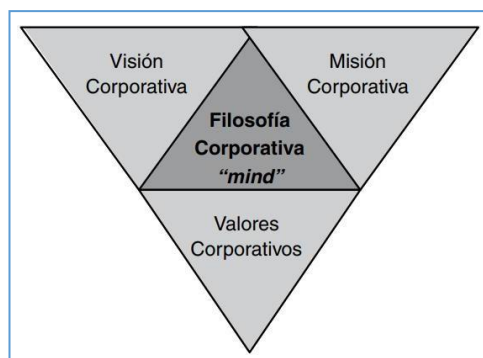 Visión
Corporativa
Misión
Corporativa
Filosofía
Corporativa
“mind”
Valores
Corporativos